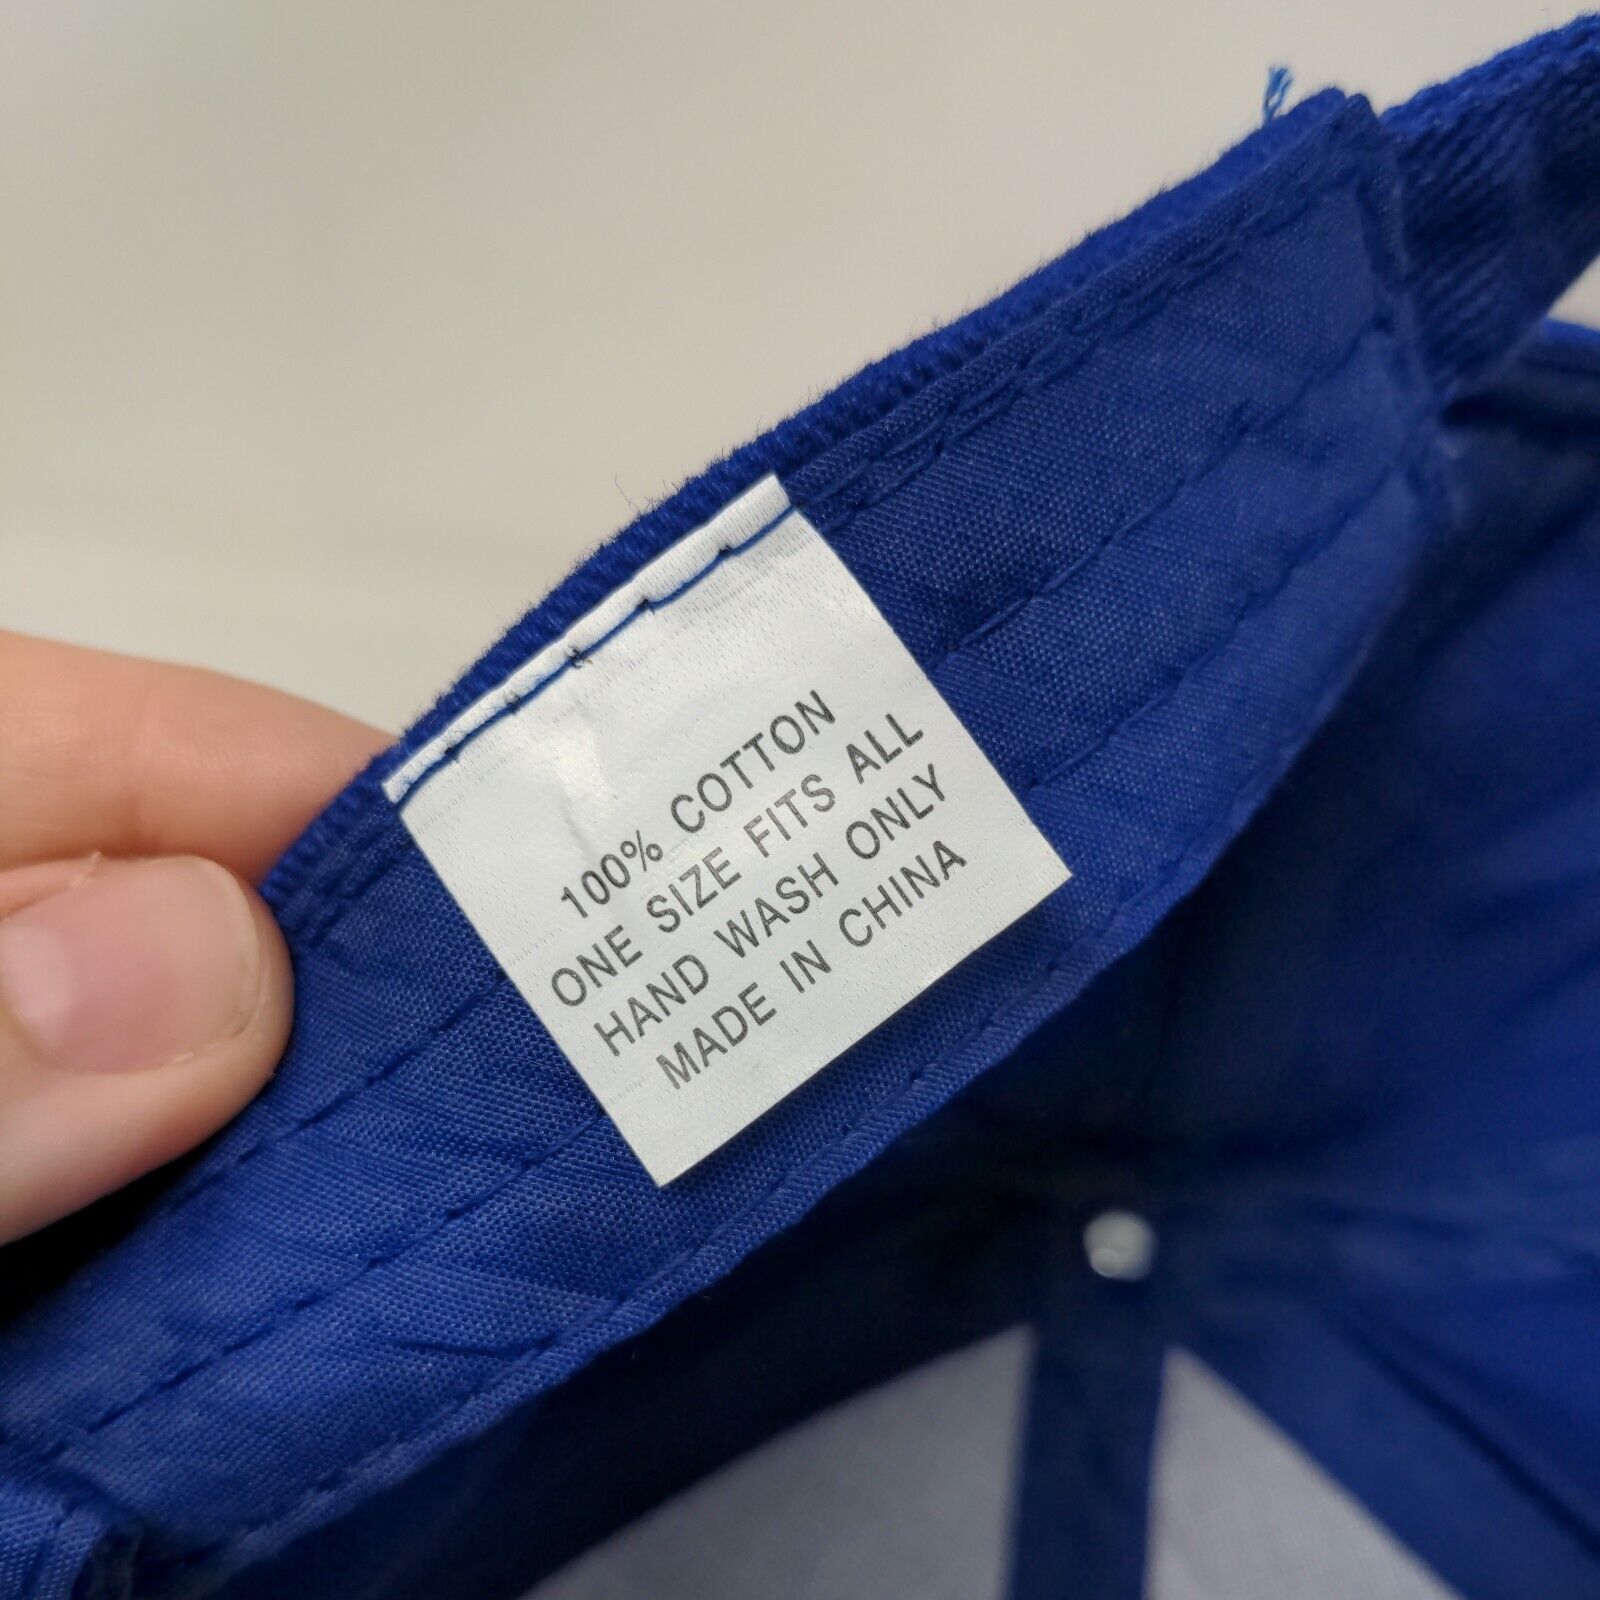 100% COTTON
ONE SIZE FITS ALL
HAND WASH ONLY
MADE IN CHINA